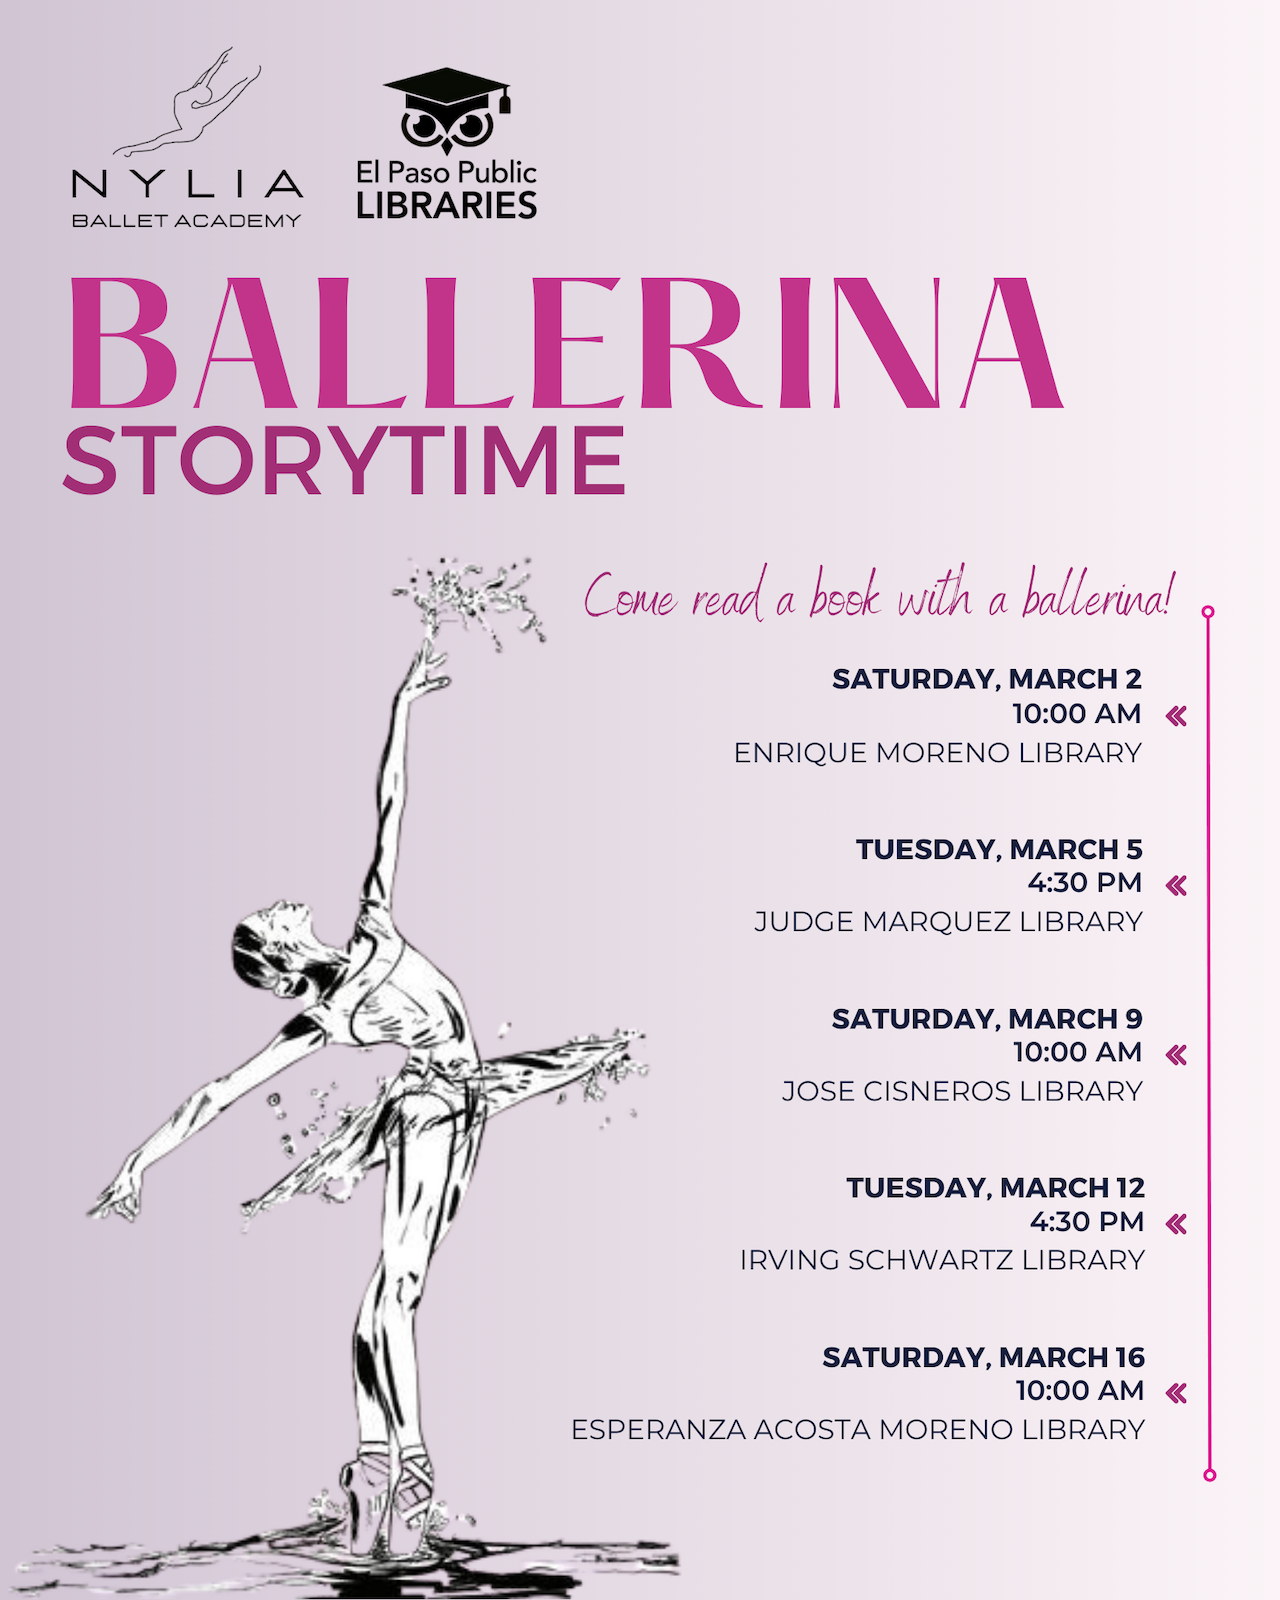 NYLIA
BALLET ACADEMY
El Paso Public
LIBRARIES
BALLERINA
STORYTIME
Come read a book with a ballerina!
SATURDAY, MARCH 2
10:00 AM
ENRIQUE MORENO LIBRARY
TUESDAY, MARCH 5
4:30 PM
JUDGE MARQUEZ LIBRARY
SATURDAY, MARCH 9
10:00 AM
JOSE CISNEROS LIBRARY
TUESDAY, MARCH 12
4:30 PM
IRVING SCHWARTZ LIBRARY
SATURDAY, MARCH 16
10:00 AM
ESPERANZA ACOSTA MORENO LIBRARY